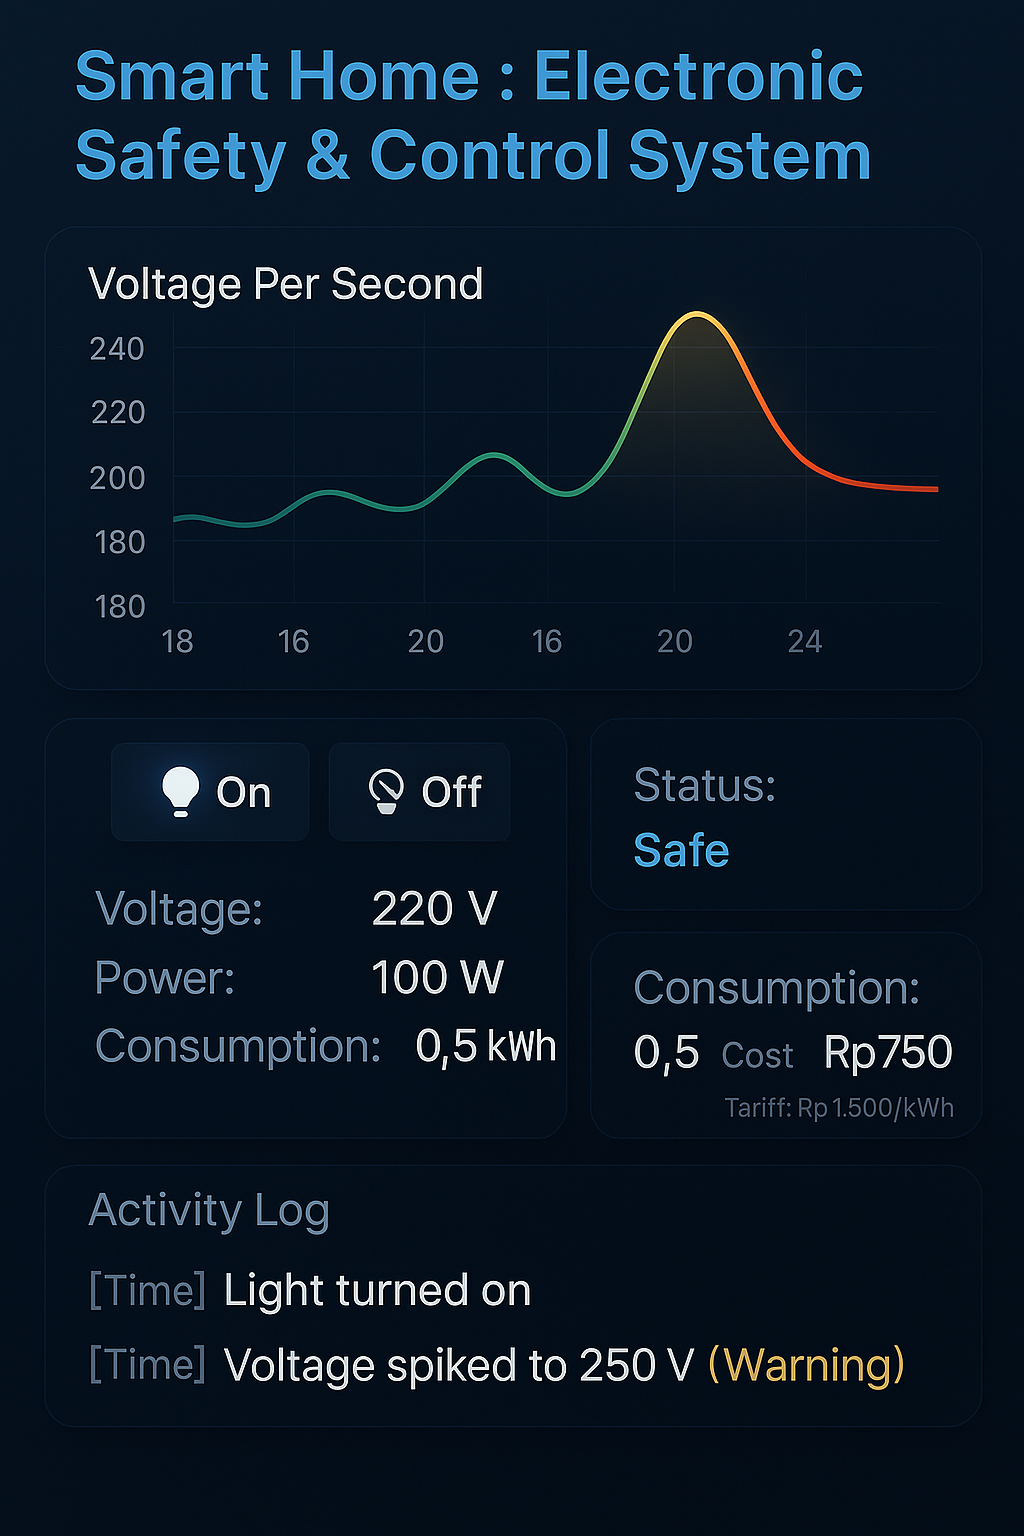 Smart Home : Electronic
Safety & Control System
Voltage Per Second
240
220
200
180
180
18 16 20 16 20 24
On Off
Voltage: 220 V
Power: 100 W
Consumption: 0,5 kWh
Status:
Safe
Consumption:
0,5 Cost Rp750
Tariff: Rp 1.500/kWh
Activity Log
[Time] Light turned on
[Time] Voltage spiked to 250 V (Warning)